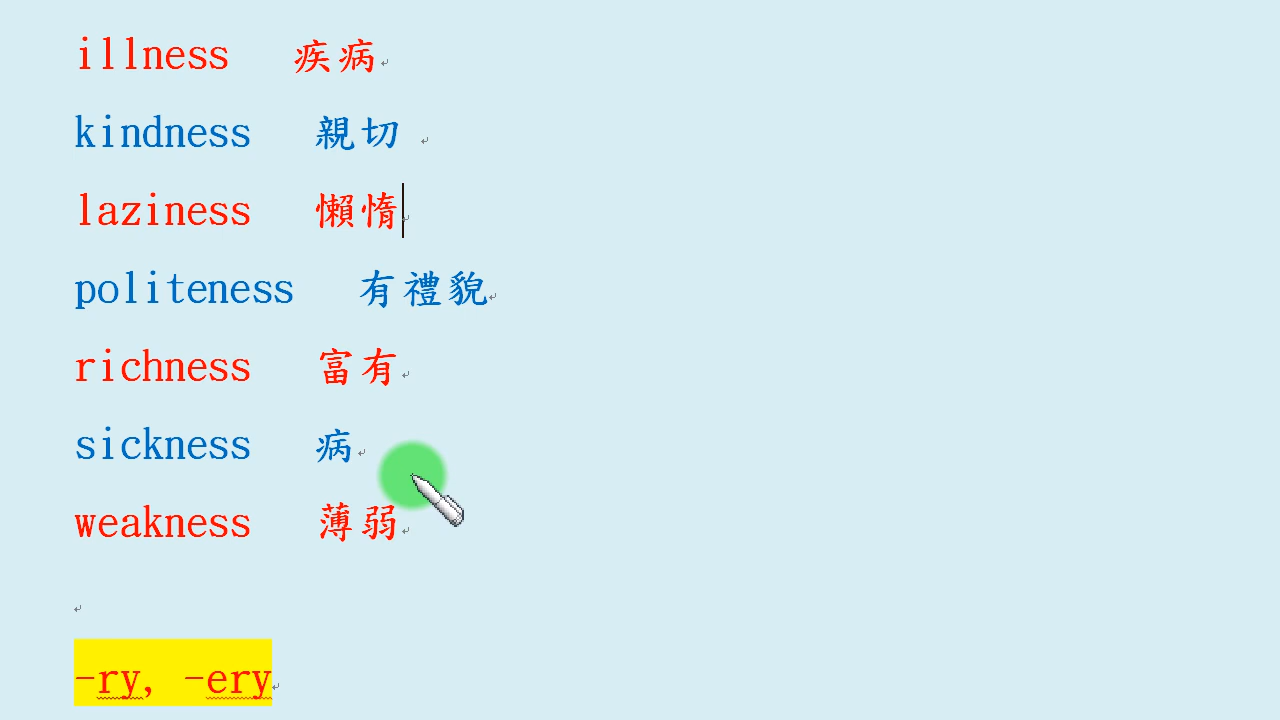 illness 疾病
kindness 親切
laziness 懶惰
politeness 有禮貌
richness 富有
sickness 病
weakness 薄弱
-ry, -ery